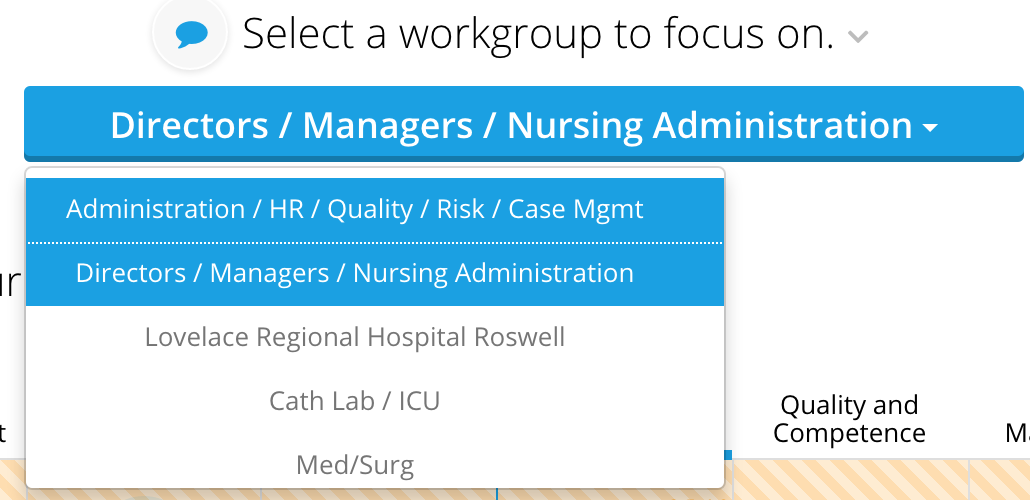 Select a workgroup to focus on.
Directors / Managers / Nursing Administration
Administration / HR / Quality / Risk / Case Mgmt
Directors / Managers / Nursing Administration
Lovelace Regional Hospital Roswell
Cath Lab / ICU
Med/Surg
Quality and
Competence